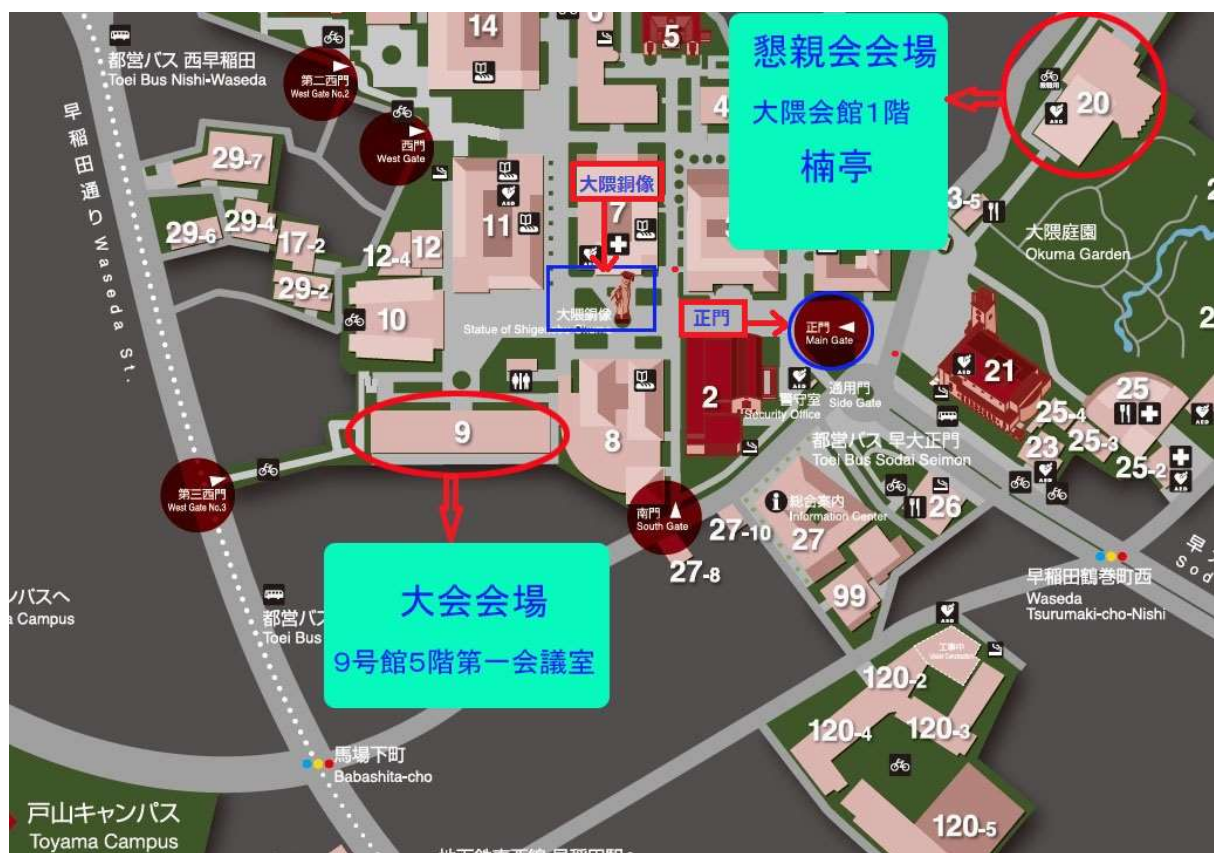 14
5
都営バス 西早稲田
Toei Bus Nishi-Waseda
第二西門
West Gate No.2
西門
West Gate
早稲田通り Waseda St.
懇親会会場
大隈会館1階
楠亭
20
AED
29-7
29-4
29-6
17-2
29-2
12-4
12
11
10
大隈銅像
7
AED
大隈銅像
Statue of Shigenobu Okuma
正門
正門
Main Gate
3-5
大隈庭園
Okuma Garden
21
25
25-4
25-3
25-2
23
AED
9
8
2
警守室
Security Office
通用門
Side Gate
都営バス 早大正門
Toei Bus Sodai Seimon
第三西門
West Gate No.3
南門
South Gate
27-10
27-8
総合案内
Information Center
27
26
99
早稲田鶴巻町西
Waseda
Tsurumaki-cho-Nishi
大会会場
9号館5階第一会議室
都営バス
Toei Bus
工事中
120-2
120-3
120-4
120-5
馬場下町
Babashita-cho
戸山キャンパス
Toyama Campus